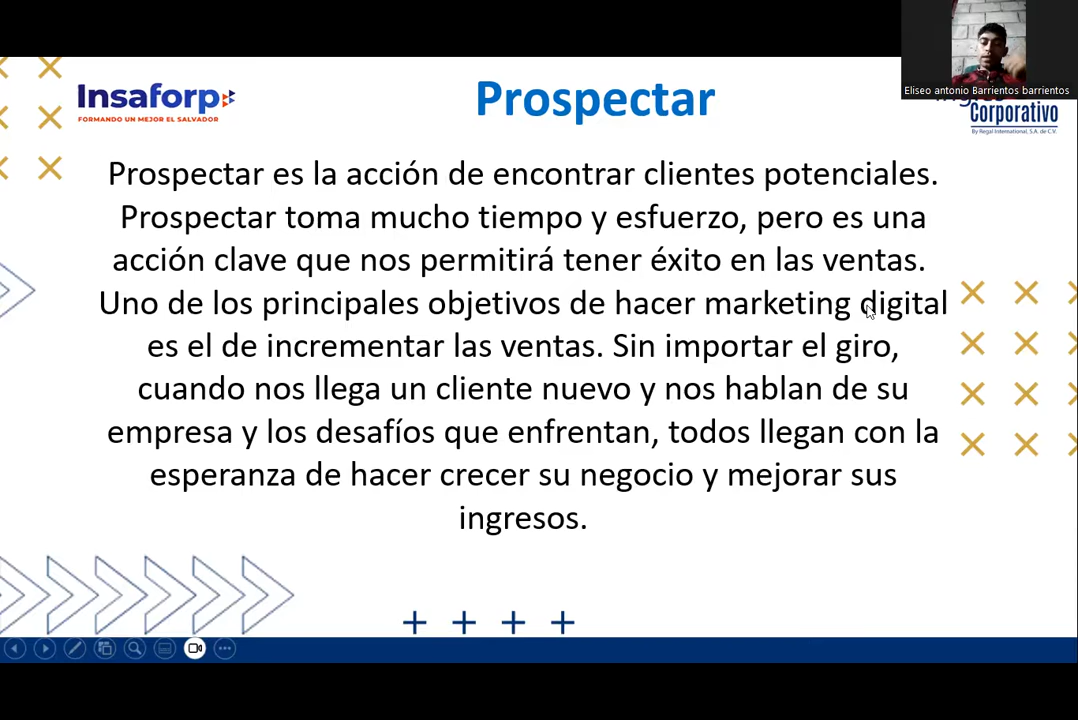 Insaforp
FORMANDO UN MEJOR EL SALVADOR
Prospectar
Eliseo antonio Barrientos barrientos
Corporativo
By Regal International, S.A. de C.V.
Prospectar es la acción de encontrar clientes potenciales.
Prospectar toma mucho tiempo y esfuerzo, pero es una
acción clave que nos permitirá tener éxito en las ventas.
Uno de los principales objetivos de hacer marketing digital
es el de incrementar las ventas. Sin importar el giro,
cuando nos llega un cliente nuevo y nos hablan de su
empresa y los desafíos que enfrentan, todos llegan con la
esperanza de hacer crecer su negocio y mejorar sus
ingresos.